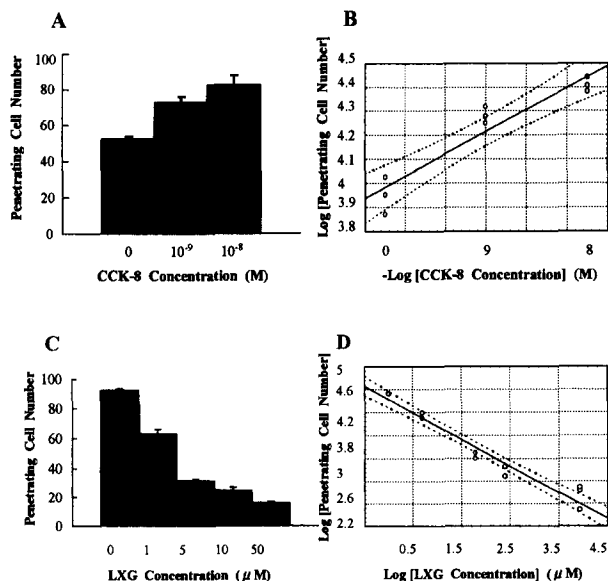 A
Penetrating Cell Number
100
80
60
40
20
0
0 10⁻⁹ 10⁻⁸
CCK-8 Concentration (M)
B
Log [Penetrating Cell Number]
4.5
4.4
4.3
4.2
4.1
4
3.9
3.8
0 9 8
-Log [CCK-8 Concentration] (M)
C
Penetrating Cell Number
100
80
60
40
20
0
0 1 5 10 50
LXG Concentration (μM)
D
Log [Penetrating Cell Number]
5
4.6
4.2
3.8
3
2.6
2.2
0.5 1.5 2.5 3.5 4.5
Log [LXG Concentration] (μM)